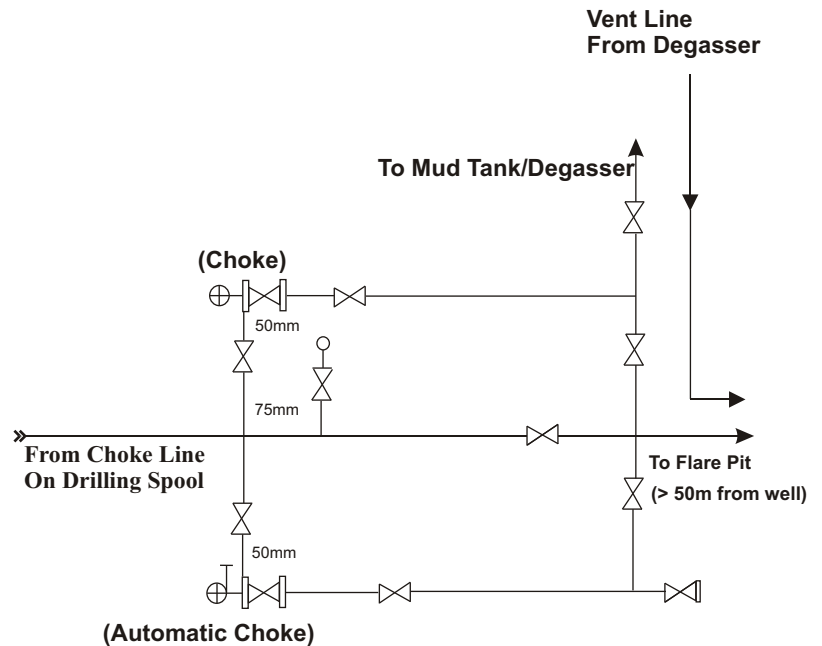 Vent Line
From Degasser
To Mud Tank/Degasser
(Choke)
50mm
75mm
From Choke Line
On Drilling Spool
To Flare Pit
(> 50m from well)
50mm
(Automatic Choke)